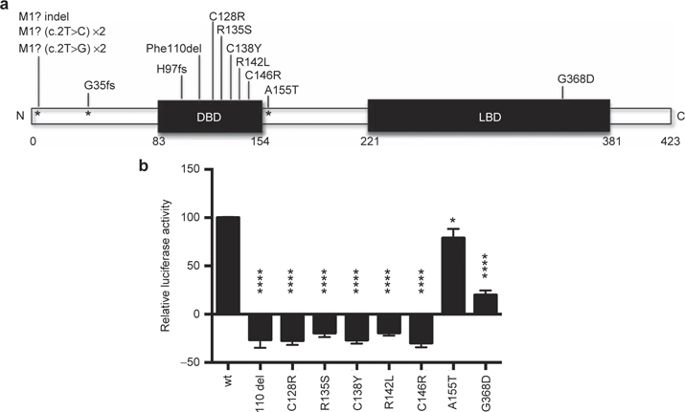 a
M1? indel
M1? (c.2T>C) ×2
M1? (c.2T>G) ×2
G35fs
H97fs
Phe110del
C128R
R135S
C138Y
R142L
C146R
A155T
G368D
N * * DBD * LBD C
0 83 154 221 381 423
b
Relative luciferase activity
150
100
50
0
–50
**** **** **** **** **** **** * ****
wt 110 del C128R R135S C138Y R142L C146R A155T G368D